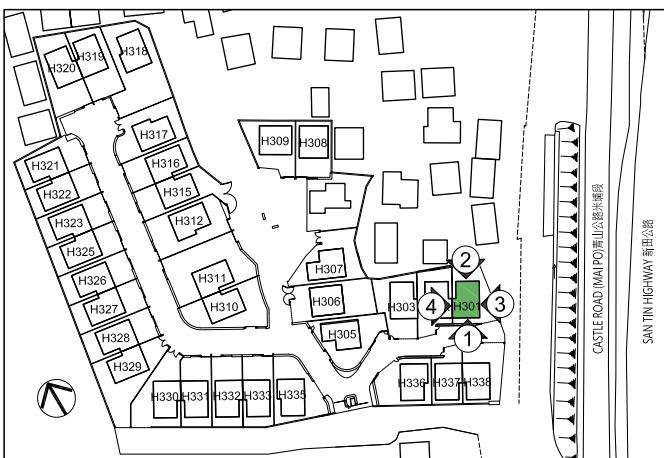 H320
H319
H318
H317
H316
H315
H312
H311
H310
H309
H308
H321
H322
H323
H325
H326
H327
H328
H329
H307
H306
H305
H303
H301
1
2
3
4
H330
H331
H332
H333
H335
H336
H337
H338
CASTLE ROAD (MAI PO)青山公路米埔段
SAN TIN HIGHWAY 新田公路